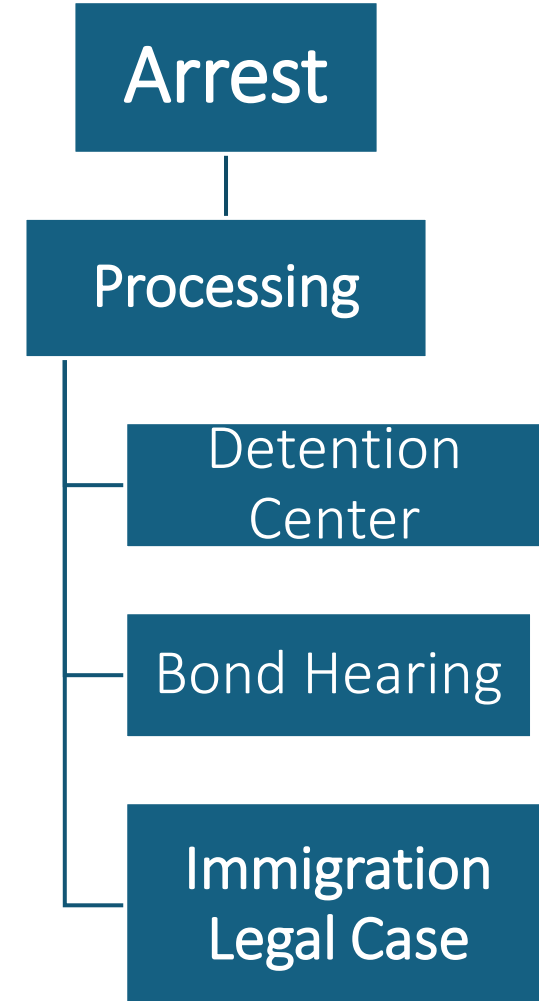 Arrest
Processing
Detention
Center
Bond Hearing
Immigration
Legal Case